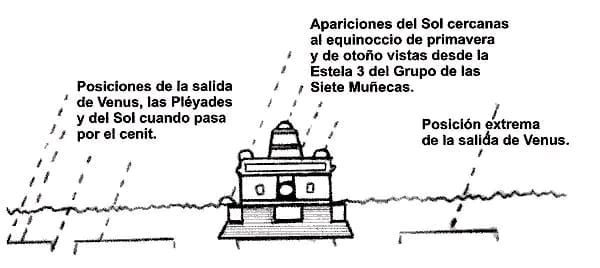 Apariciones del Sol cercanas
al equinoccio de primavera
y de otoño vistas desde la
Estela 3 del Grupo de las
Siete Muñecas.
Posiciones de la salida
de Venus, las Pléyades
y del Sol cuando pasa
por el cenit.
Posición extrema
de la salida de Venus.